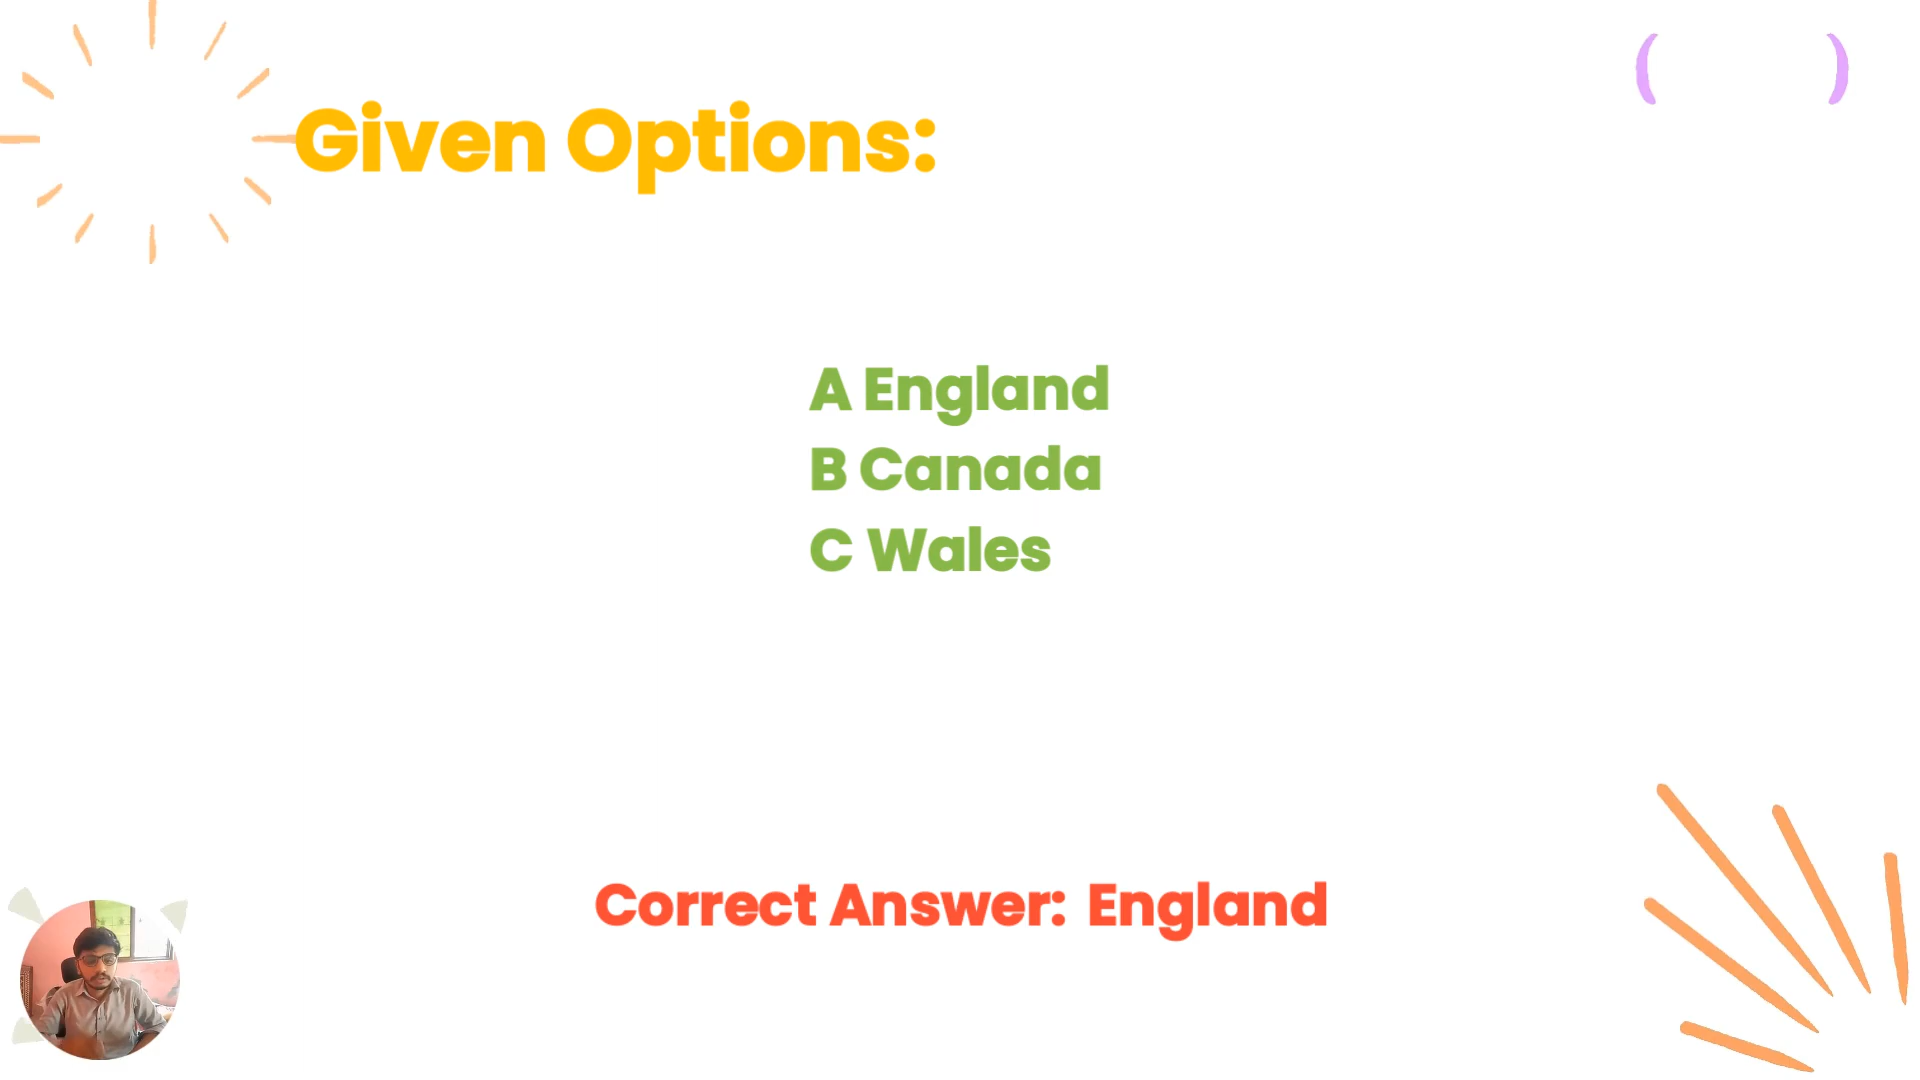 Given Options:
A England
B Canada
C Wales
Correct Answer: England